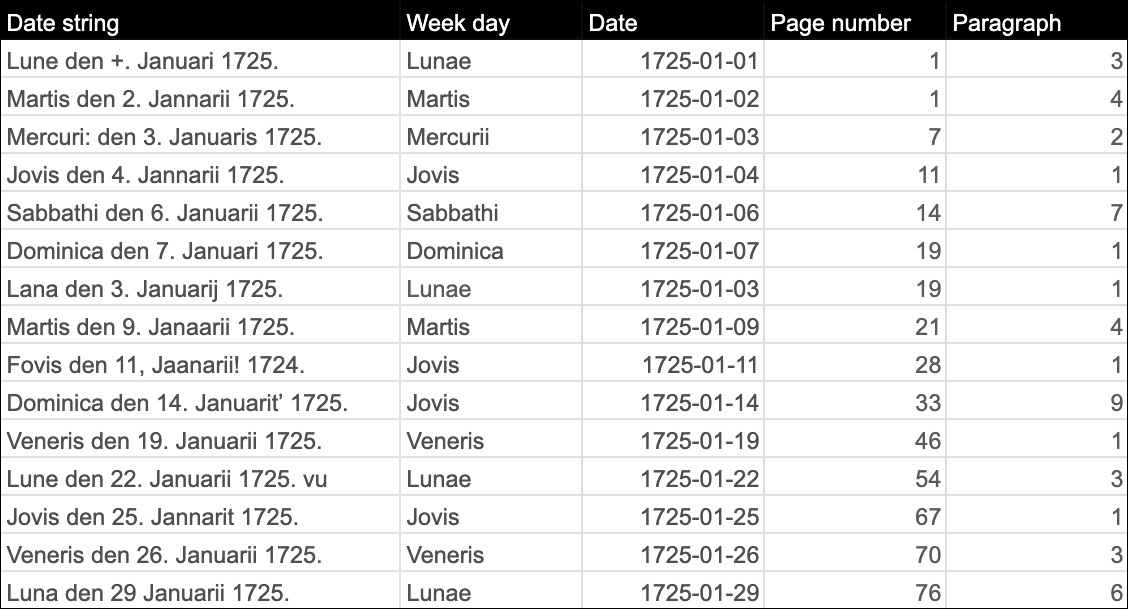 Date string Week day Date Page number Paragraph
Lune den +. Januari 1725. Lunae 1725-01-01 1 3
Martis den 2. Jannarii 1725. Martis 1725-01-02 1 4
Mercuri: den 3. Januaris 1725. Mercurii 1725-01-03 7 2
Jovis den 4. Jannarii 1725. Jovis 1725-01-04 11 1
Sabbathi den 6. Januarii 1725. Sabbathi 1725-01-06 14 7
Dominica den 7. Januari 1725. Dominica 1725-01-07 19 1
Lana den 3. Januarij 1725. Lunae 1725-01-03 19 1
Martis den 9. Janaarii 1725. Martis 1725-01-09 21 4
Fovis den 11, Jaanarii! 1724. Jovis 1725-01-11 28 1
Dominica den 14. Januarit’ 1725. Jovis 1725-01-14 33 9
Veneris den 19. Januarii 1725. Veneris 1725-01-19 46 1
Lune den 22. Januarii 1725. vu Lunae 1725-01-22 54 3
Jovis den 25. Jannarit 1725. Jovis 1725-01-25 67 1
Veneris den 26. Januarii 1725. Veneris 1725-01-26 70 3
Luna den 29 Januarii 1725. Lunae 1725-01-29 76 6